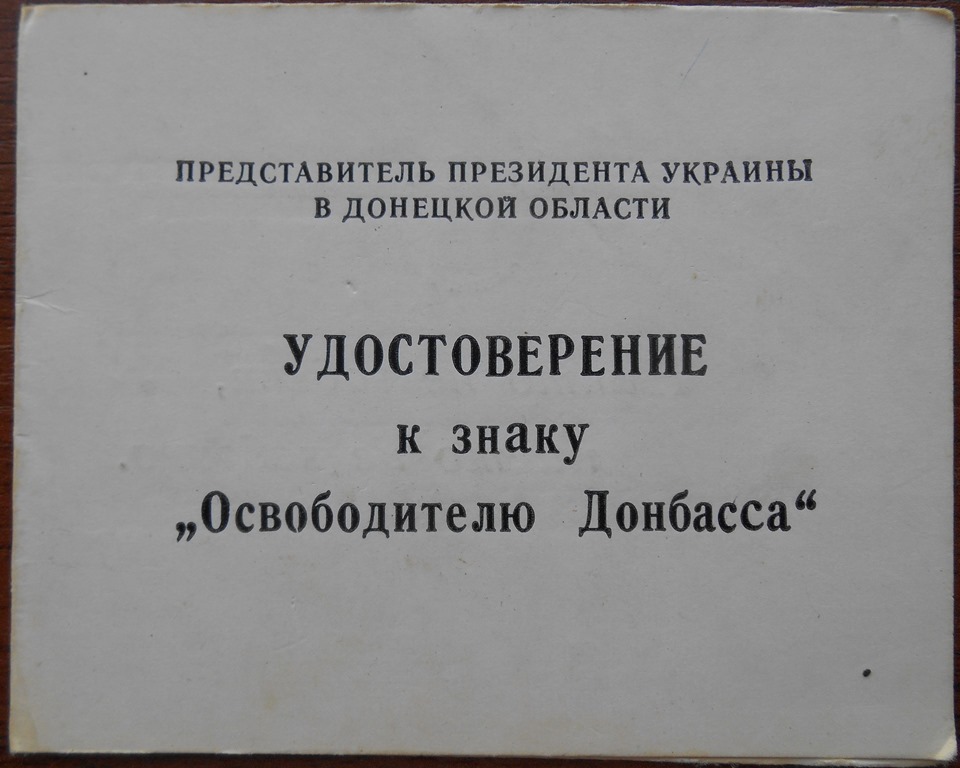 ПРЕДСТАВИТЕЛЬ ПРЕЗИДЕНТА УКРАИНЫ
В ДОНЕЦКОЙ ОБЛАСТИ
УДОСТОВЕРЕНИЕ
к знаку
„Освободителю Донбасса“